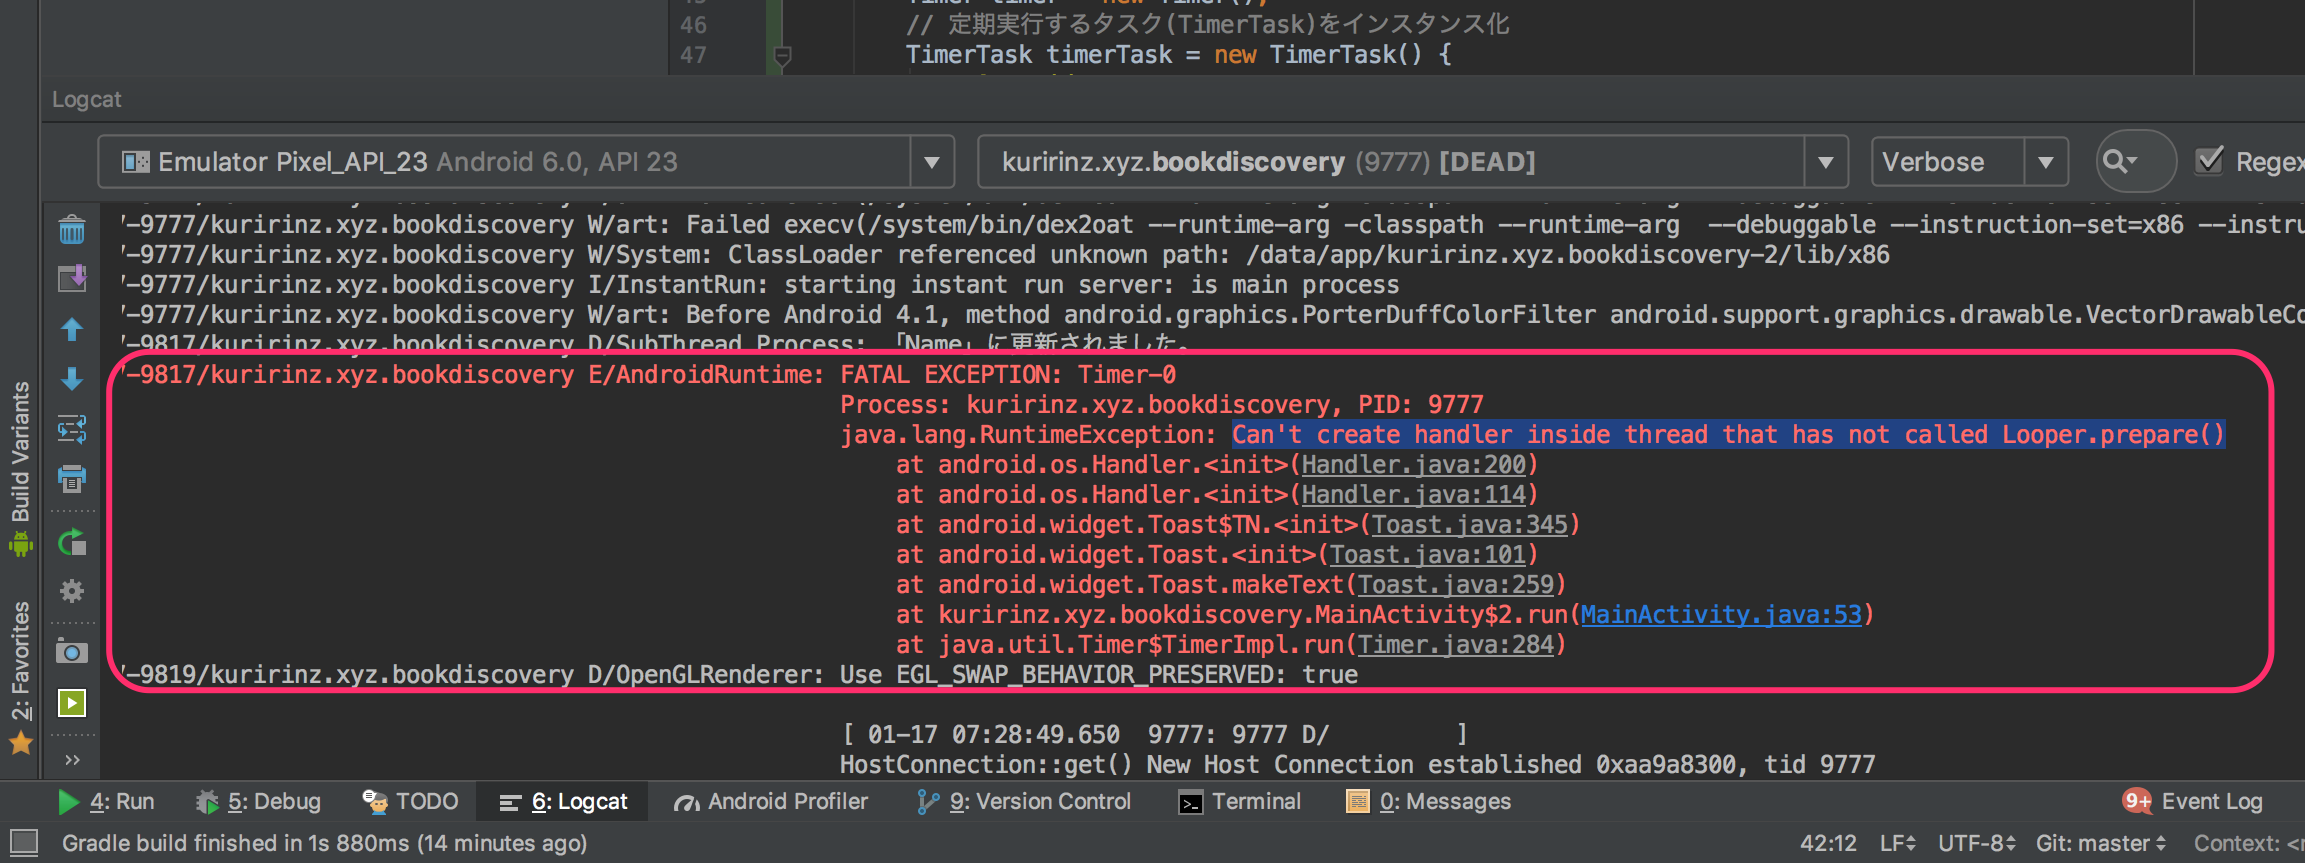 46 // 定期実行するタスク(TimerTask)をインスタンス化
47 TimerTask timerTask = new TimerTask() {
Logcat
Emulator Pixel_API_23 Android 6.0, API 23
kuririnz.xyz.bookdiscovery (9777) [DEAD]
Verbose
Regex
-9777/kuririnz.xyz.bookdiscovery W/art: Failed execv(/system/bin/dex2oat --runtime-arg -classpath --runtime-arg --debuggable --instruction-set=x86 --instru
-9777/kuririnz.xyz.bookdiscovery W/System: ClassLoader referenced unknown path: /data/app/kuririnz.xyz.bookdiscovery-2/lib/x86
-9777/kuririnz.xyz.bookdiscovery I/InstantRun: starting instant run server: is main process
-9777/kuririnz.xyz.bookdiscovery W/art: Before Android 4.1, method android.graphics.PorterDuffColorFilter android.support.graphics.drawable.VectorDrawableCo
-9817/kuririnz.xyz.bookdiscovery D/SubThread Process: 「Name」に更新されました。
-9817/kuririnz.xyz.bookdiscovery E/AndroidRuntime: FATAL EXCEPTION: Timer-0
Process: kuririnz.xyz.bookdiscovery, PID: 9777
java.lang.RuntimeException: Can't create handler inside thread that has not called Looper.prepare()
at android.os.Handler.<init>(Handler.java:200)
at android.os.Handler.<init>(Handler.java:114)
at android.widget.Toast$TN.<init>(Toast.java:345)
at android.widget.Toast.<init>(Toast.java:101)
at android.widget.Toast.makeText(Toast.java:259)
at kuririnz.xyz.bookdiscovery.MainActivity$2.run(MainActivity.java:53)
at java.util.Timer$TimerImpl.run(Timer.java:284)
-9819/kuririnz.xyz.bookdiscovery D/OpenGLRenderer: Use EGL_SWAP_BEHAVIOR_PRESERVED: true
[ 01-17 07:28:49.650 9777: 9777 D/ ]
HostConnection::get() New Host Connection established 0xaa9a8300, tid 9777
Build Variants
2: Favorites
4: Run
5: Debug
TODO
6: Logcat
Android Profiler
9: Version Control
Terminal
0: Messages
9+ Event Log
Gradle build finished in 1s 880ms (14 minutes ago)
42:12
LF
UTF-8
Git: master
Context: